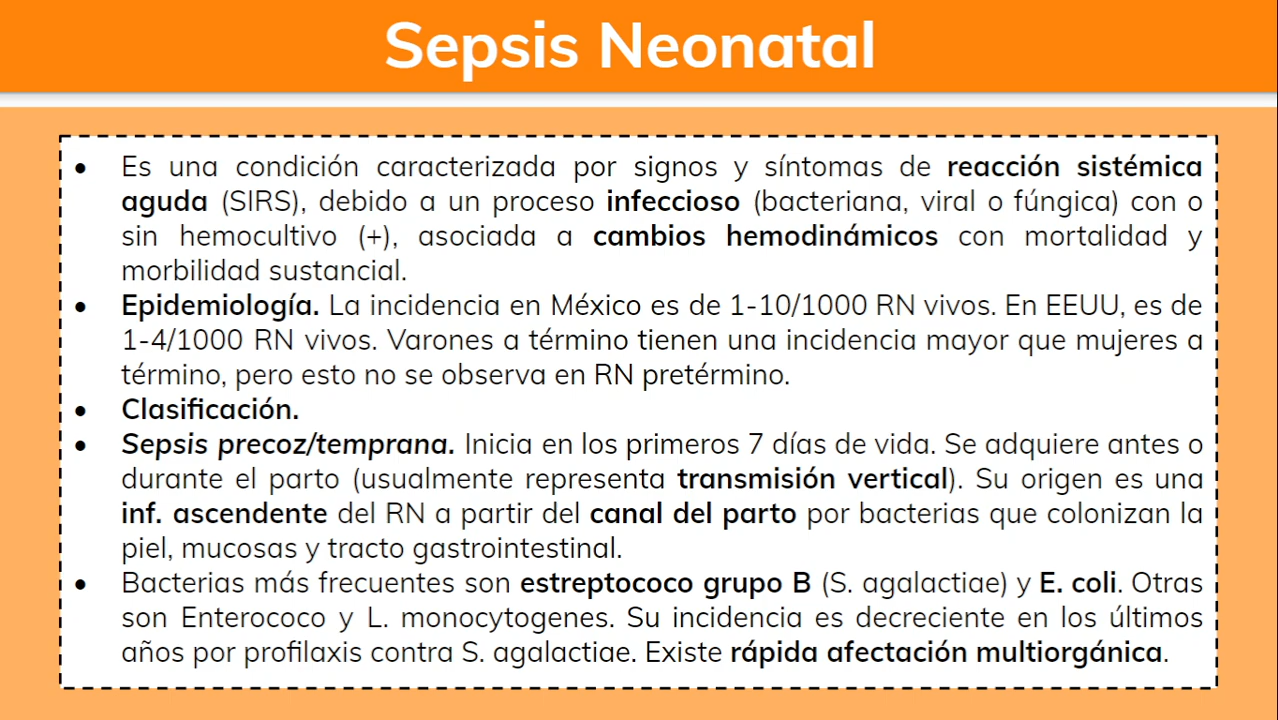 Sepsis Neonatal
● Es una condición caracterizada por signos y síntomas de reacción sistémica
aguda (SIRS), debido a un proceso infeccioso (bacteriana, viral o fúngica) con o
sin hemocultivo (+), asociada a cambios hemodinámicos con mortalidad y
morbilidad sustancial.
● Epidemiología. La incidencia en México es de 1-10/1000 RN vivos. En EEUU, es de
1-4/1000 RN vivos. Varones a término tienen una incidencia mayor que mujeres a
término, pero esto no se observa en RN pretérmino.
● Clasificación.
● Sepsis precoz/temprana. Inicia en los primeros 7 días de vida. Se adquiere antes o
durante el parto (usualmente representa transmisión vertical). Su origen es una
inf. ascendente del RN a partir del canal del parto por bacterias que colonizan la
piel, mucosas y tracto gastrointestinal.
● Bacterias más frecuentes son estreptococo grupo B (S. agalactiae) y E. coli. Otras
son Enterococo y L. monocytogenes. Su incidencia es decreciente en los últimos
años por profilaxis contra S. agalactiae. Existe rápida afectación multiorgánica.